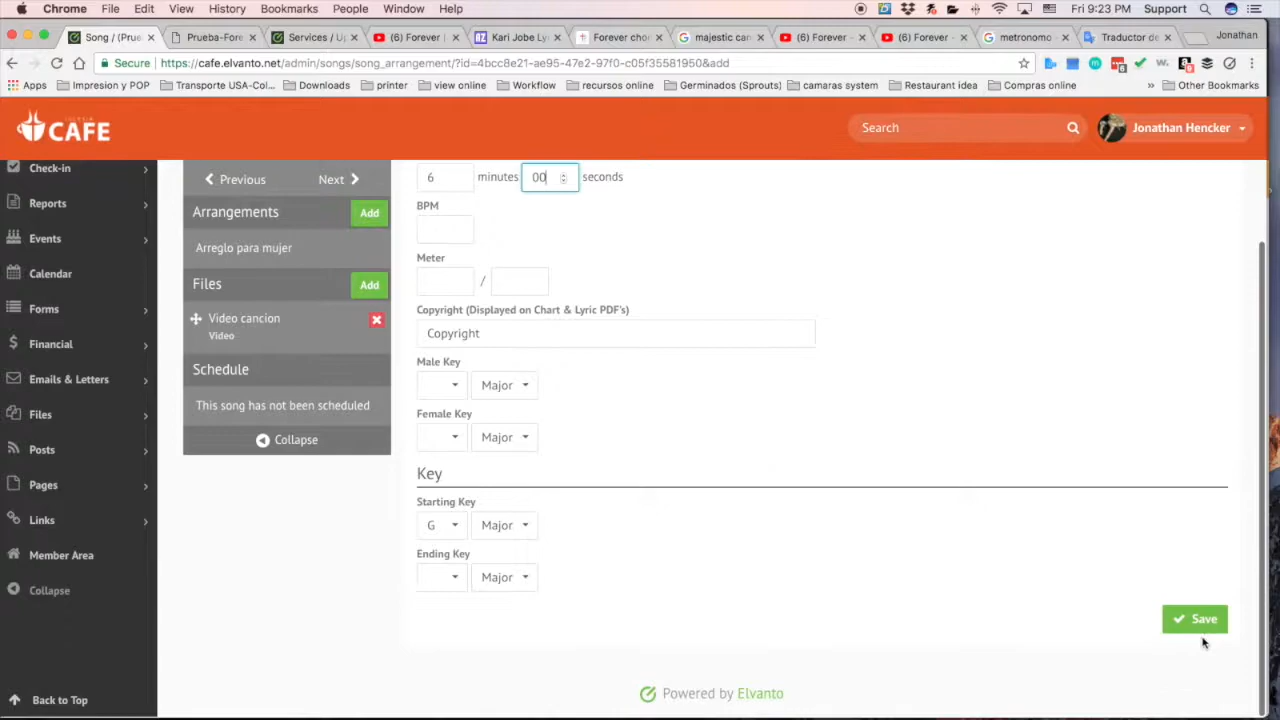 Chrome File Edit View History Bookmarks People Window Help Fri 9:23 PM Support
Song / (Prue Prueba-Fore Services / U (6) Forever | Kari Jobe Ly Forever cho majestic can (6) Forever - (6) Forever - metronomo Traductor de Jonathan
Secure https://cafe.elvanto.net/admin/songs/song_arrangement/?id=4bcc8e21-ae95-47e2-97f0-c05f35581950&add
Apps Impresion y POP Transporte USA-Col... Downloads printer view online Workflow recursos online Germinados (Sprouts) camaras system Restaurant idea Compras online » Other Bookmarks
CAFE
Search
Jonathan Hencker
Check-in
Reports
Events
Calendar
Forms
Financial
Emails & Letters
Files
Posts
Pages
Links
Member Area
Collapse
Back to Top
Previous Next
Arrangements Add
Arreglo para mujer
Files Add
Video cancion
Video
Schedule
This song has not been scheduled
Collapse
6 minutes 00 seconds
BPM
Meter
/
Copyright (Displayed on Chart & Lyric PDF's)
Copyright
Male Key
Major
Female Key
Major
Key
Starting Key
G Major
Ending Key
Major
Save
Powered by Elvanto